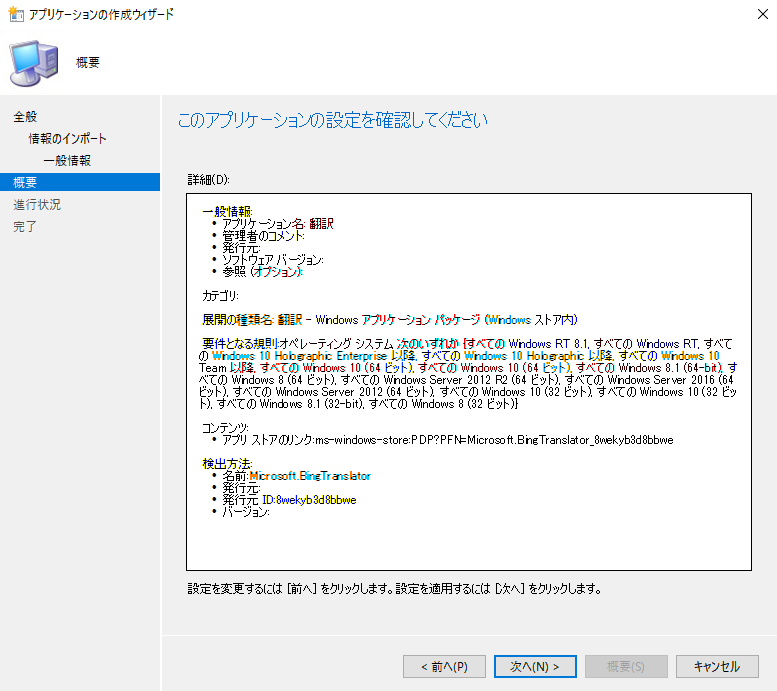 アプリケーションの作成ウィザード
概要
全般
情報のインポート
一般情報
概要
進行状況
完了
このアプリケーションの設定を確認してください
詳細(D):
一般情報:
• アプリケーション名: 翻訳
• 管理者のコメント:
• 発行元:
• ソフトウェア バージョン:
• 参照 (オプション):
カテゴリ:
展開の種類名: 翻訳 - Windows アプリケーション パッケージ (Windows ストア内)
要件となる規則:オペレーティング システム 次のいずれか {すべての Windows RT 8.1, すべての Windows RT, すべて
の Windows 10 Holographic Enterprise 以降, すべての Windows 10 Holographic 以降, すべての Windows 10
Team 以降, すべての Windows 10 (64 ビット), すべての Windows 10 (64 ビット), すべての Windows 8.1 (64-bit), す
べての Windows 8 (64 ビット), すべての Windows Server 2012 R2 (64 ビット), すべての Windows Server 2016 (64
ビット), すべての Windows Server 2012 (64 ビット), すべての Windows 10 (32 ビット), すべての Windows 10 (32 ビッ
ト), すべての Windows 8.1 (32-bit), すべての Windows 8 (32 ビット)}
コンテンツ:
• アプリ ストアのリンク:ms-windows-store:PDP?PFN=Microsoft.BingTranslator_8wekyb3d8bbwe
検出方法:
• 名前:Microsoft.BingTranslator
• 発行元:
• 発行元 ID:8wekyb3d8bbwe
• バージョン:
設定を変更するには [前へ] をクリックします。設定を適用するには [次へ] をクリックします。
< 前へ(P)
次へ(N) >
概要(S)
キャンセル